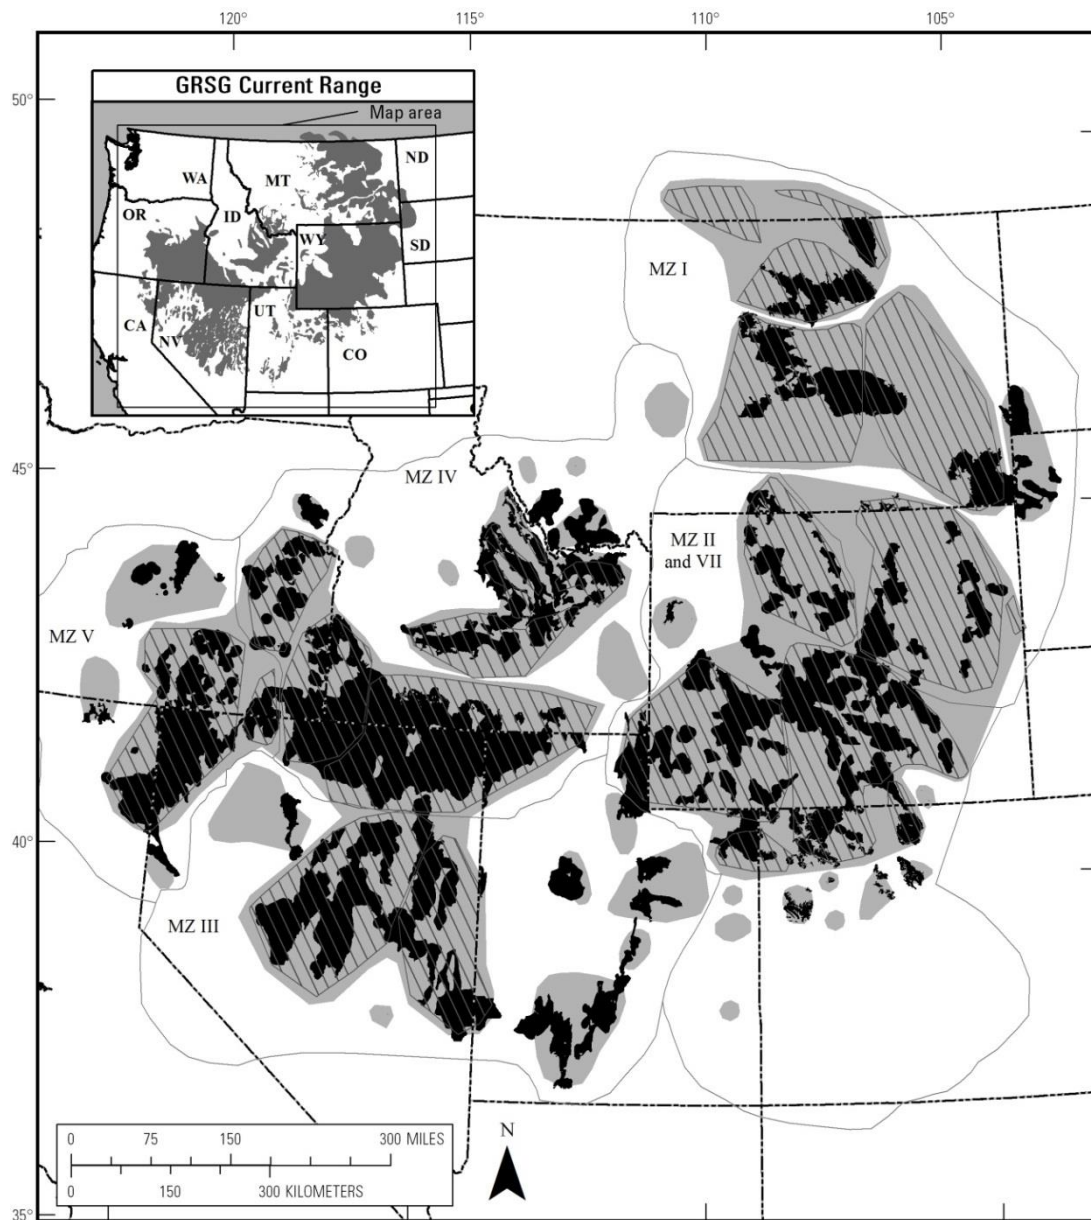 120°
115°
110°
105°
50°
GRSG Current Range
Map area
WA
MT
ND
OR
ID
WY
SD
CA
NV
UT
CO
MZ I
45°
MZ IV
MZ II
and VII
MZ V
40°
MZ III
0 75 150 300 MILES
0 150 300 KILOMETERS
N
35°